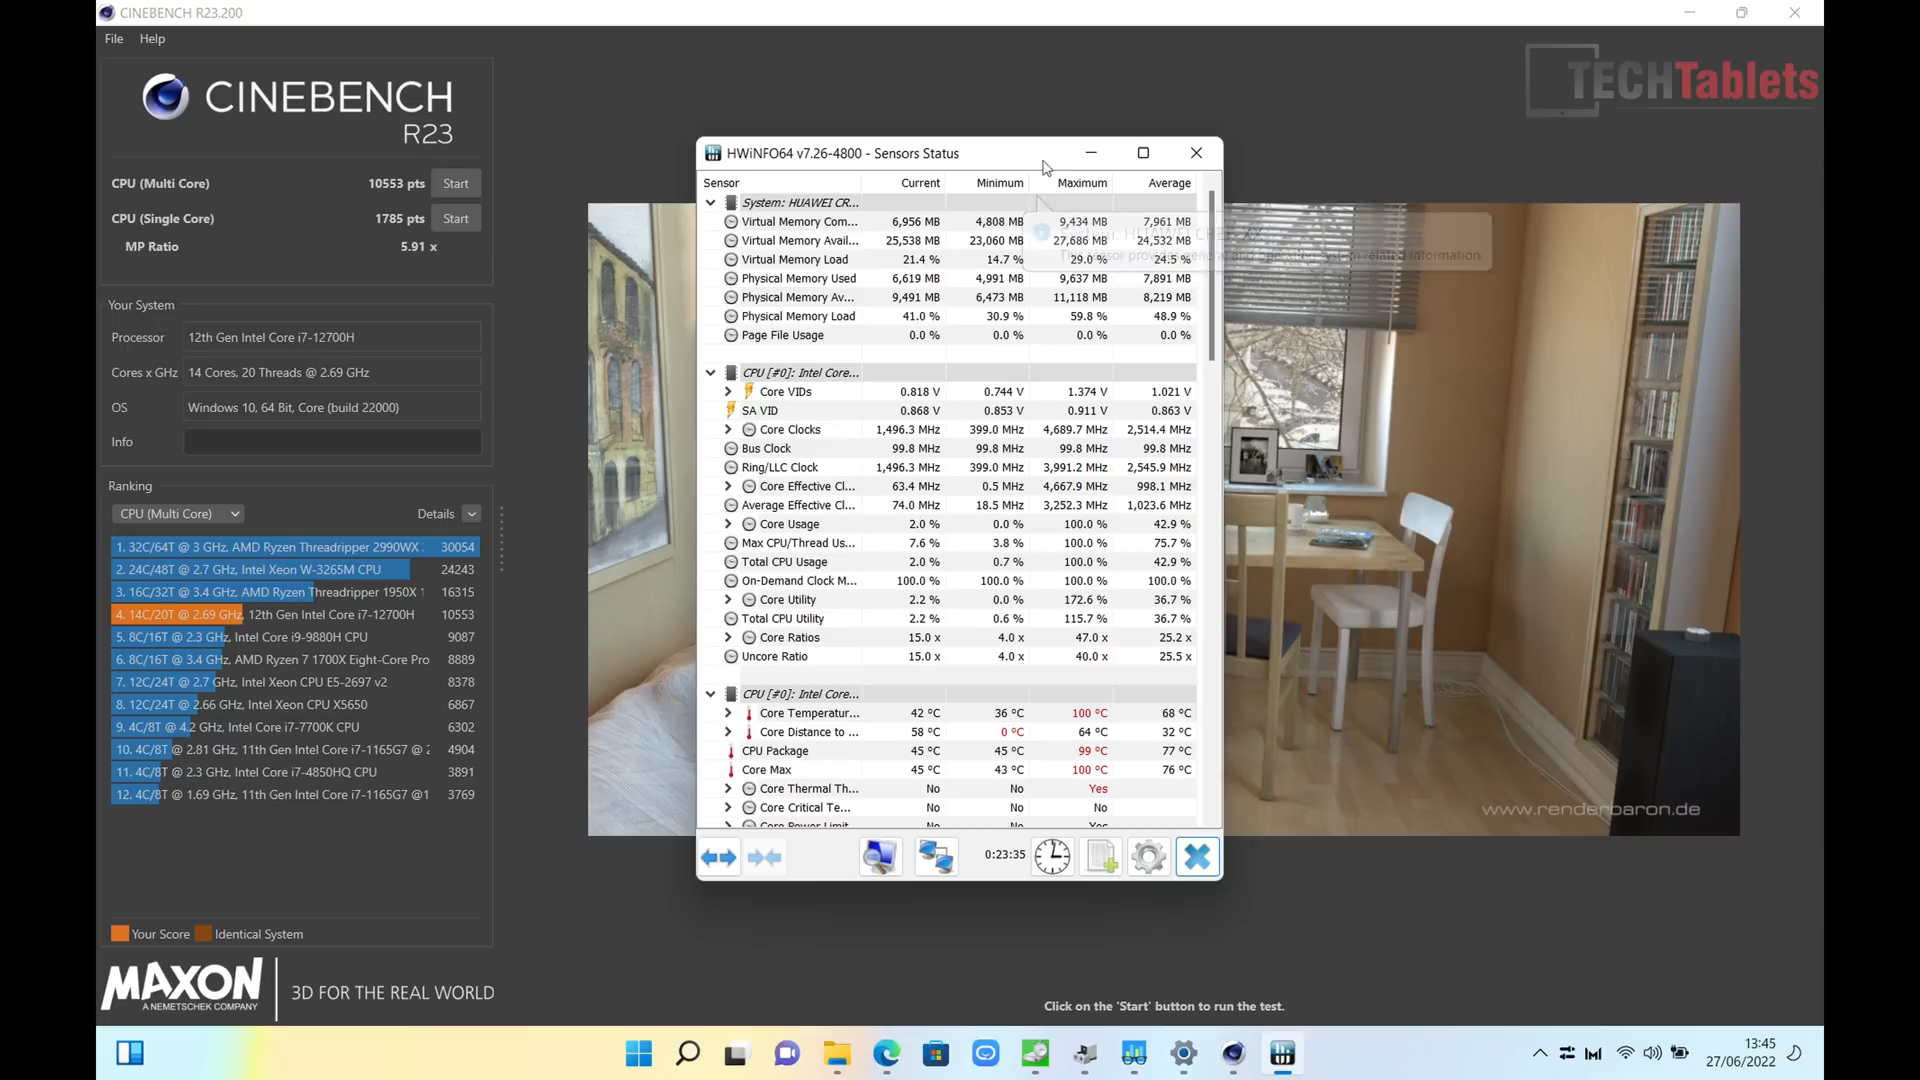 CINEBENCH R23.200
File Help
TECHTablets
CINEBENCH
R23
CPU (Multi Core) 10553 pts Start
CPU (Single Core) 1785 pts Start
MP Ratio 5.91 x
Your System
Processor 12th Gen Intel Core i7-12700H
Cores x GHz 14 Cores, 20 Threads @ 2.69 GHz
OS Windows 10, 64 Bit, Core (build 22000)
Info
Ranking
CPU (Multi Core) Details
1. 32C/64T @ 3 GHz, AMD Ryzen Threadripper 2990WX 30054
2. 24C/48T @ 2.7 GHz, Intel Xeon W-3265M CPU 24243
3. 16C/32T @ 3.4 GHz, AMD Ryzen Threadripper 1950X 1 16315
4. 14C/20T @ 2.69 GHz, 12th Gen Intel Core i7-12700H 10553
5. 8C/16T @ 2.3 GHz, Intel Core i9-9880H CPU 9087
6. 8C/16T @ 3.4 GHz, AMD Ryzen 7 1700X Eight-Core Pro 8889
7. 12C/24T @ 2.7 GHz, Intel Xeon CPU E5-2697 v2 8378
8. 12C/24T @ 2.66 GHz, Intel Xeon CPU X5650 6867
9. 4C/8T @ 4.2 GHz, Intel Core i7-7700K CPU 6302
10. 4C/8T @ 2.81 GHz, 11th Gen Intel Core i7-1165G7 @ 2 4904
11. 4C/8T @ 2.3 GHz, Intel Core i7-4850HQ CPU 3891
12. 4C/8T @ 1.69 GHz, 11th Gen Intel Core i7-1165G7 @1 3769
Your Score Identical System
MAXON
A NEMETSCHEK COMPANY
3D FOR THE REAL WORLD
HWiNFO64 v7.26-4800 - Sensors Status
Sensor Current Minimum Maximum Average
System: HUAWEI CR...
Virtual Memory Com... 6,956 MB 4,808 MB 9,434 MB 7,961 MB
Virtual Memory Avail... 25,538 MB 23,060 MB 27,686 MB 24,532 MB
Virtual Memory Load 21.4 % 14.7 % 29.0 % 24.5 %
Physical Memory Used 6,619 MB 4,991 MB 9,637 MB 7,891 MB
Physical Memory Av... 9,491 MB 6,473 MB 11,118 MB 8,219 MB
Physical Memory Load 41.0 % 30.9 % 59.8 % 48.9 %
Page File Usage 0.0 % 0.0 % 0.0 % 0.0 %
CPU [#0]: Intel Core...
Core VIDs 0.818 V 0.744 V 1.374 V 1.021 V
SA VID 0.868 V 0.853 V 0.911 V 0.863 V
Core Clocks 1,496.3 MHz 399.0 MHz 4,689.7 MHz 2,514.4 MHz
Bus Clock 99.8 MHz 99.8 MHz 99.8 MHz 99.8 MHz
Ring/LLC Clock 1,496.3 MHz 399.0 MHz 3,991.2 MHz 2,545.9 MHz
Core Effective Cl... 63.4 MHz 0.5 MHz 4,667.9 MHz 998.1 MHz
Average Effective Cl... 74.0 MHz 18.5 MHz 3,252.3 MHz 1,023.6 MHz
Core Usage 2.0 % 0.0 % 100.0 % 42.9 %
Max CPU/Thread Us... 7.6 % 3.8 % 100.0 % 75.7 %
Total CPU Usage 2.0 % 0.7 % 100.0 % 42.9 %
On-Demand Clock M... 100.0 % 100.0 % 100.0 % 100.0 %
Core Utility 2.2 % 0.0 % 172.6 % 36.7 %
Total CPU Utility 2.2 % 0.6 % 115.7 % 36.7 %
Core Ratios 15.0 x 4.0 x 47.0 x 25.2 x
Uncore Ratio 15.0 x 4.0 x 40.0 x 25.5 x
CPU [#0]: Intel Core...
Core Temperatur... 42 °C 36 °C 100 °C 68 °C
Core Distance to ... 58 °C 0 °C 64 °C 32 °C
CPU Package 45 °C 45 °C 99 °C 77 °C
Core Max 45 °C 43 °C 100 °C 76 °C
Core Thermal Th... No No Yes
Core Critical Te... No No No
Core Power Limit No No Yes
0:23:35
www.renderbaron.de
Click on the 'Start' button to run the test.
13:45
27/06/2022